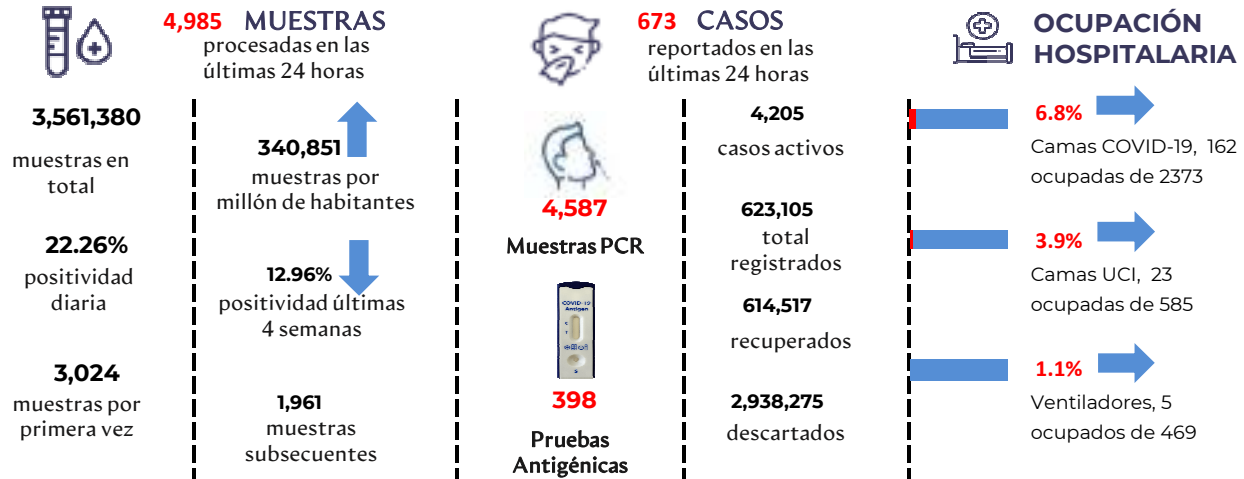 4,985 MUESTRAS
procesadas en las
últimas 24 horas
3,561,380
muestras en
total
22.26%
positividad
diaria
3,024
muestras por
primera vez
340,851
muestras por
millón de habitantes
12.96%
positividad últimas
4 semanas
1,961
muestras
subsecuentes
673 CASOS
reportados en las
últimas 24 horas
4,587
Muestras PCR
COVID-19
Antigen
C
T
S
398
Pruebas
Antigénicas
4,205
casos activos
623,105
total
registrados
614,517
recuperados
2,938,275
descartados
OCUPACIÓN
HOSPITALARIA
6.8%
Camas COVID-19, 162
ocupadas de 2373
3.9%
Camas UCI, 23
ocupadas de 585
1.1%
Ventiladores, 5
ocupados de 469